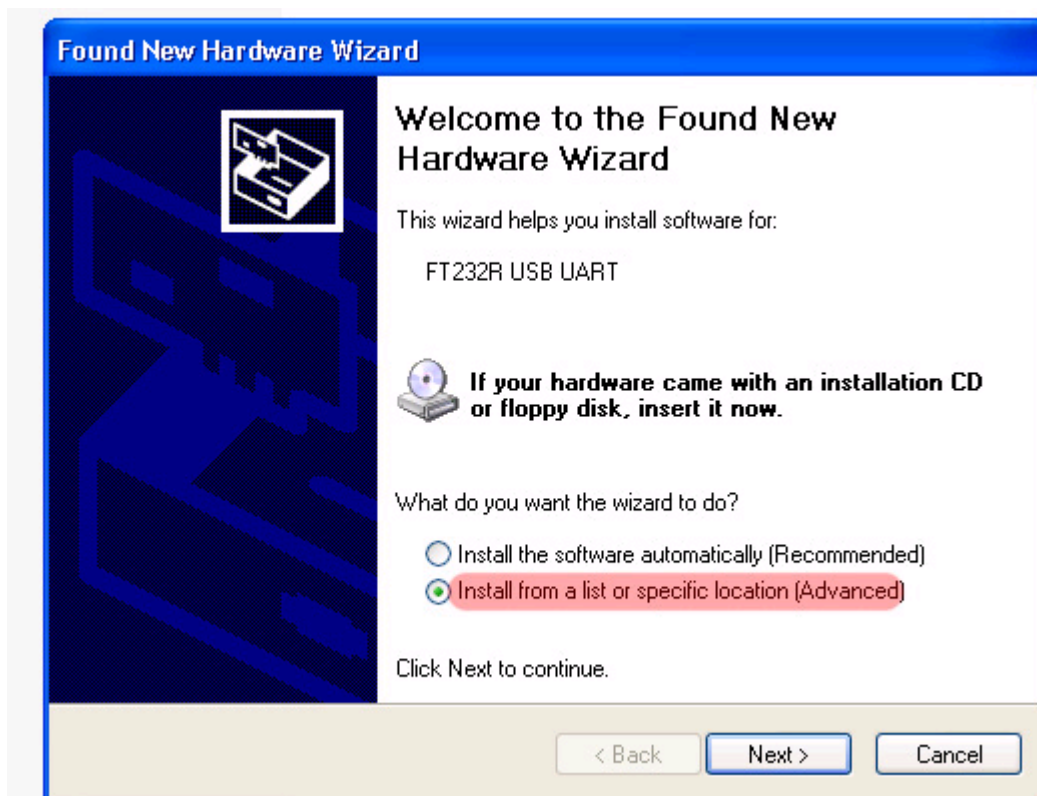 Found New Hardware Wizard
Welcome to the Found New
Hardware Wizard
This wizard helps you install software for:
FT232R USB UART
If your hardware came with an installation CD
or floppy disk, insert it now.
What do you want the wizard to do?
Install the software automatically (Recommended)
Install from a list or specific location (Advanced)
Click Next to continue.
< Back Next > Cancel